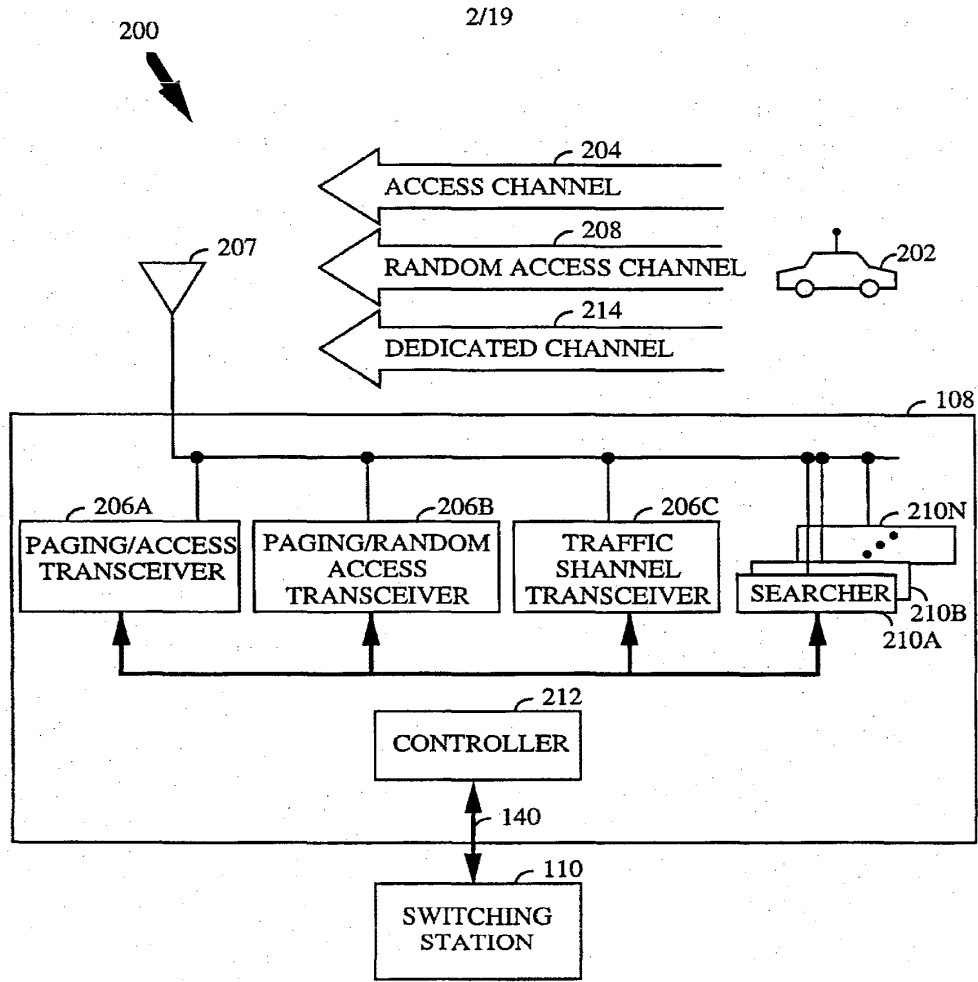 2/19
200
204
ACCESS CHANNEL
208
RANDOM ACCESS CHANNEL
202
207
214
DEDICATED CHANNEL
108
206A
PAGING/ACCESS
TRANSCEIVER
206B
PAGING/RANDOM
ACCESS
TRANSCEIVER
206C
TRAFFIC
SHANNEL
TRANSCEIVER
210N
SEARCHER
210B
210A
212
CONTROLLER
140
110
SWITCHING
STATION